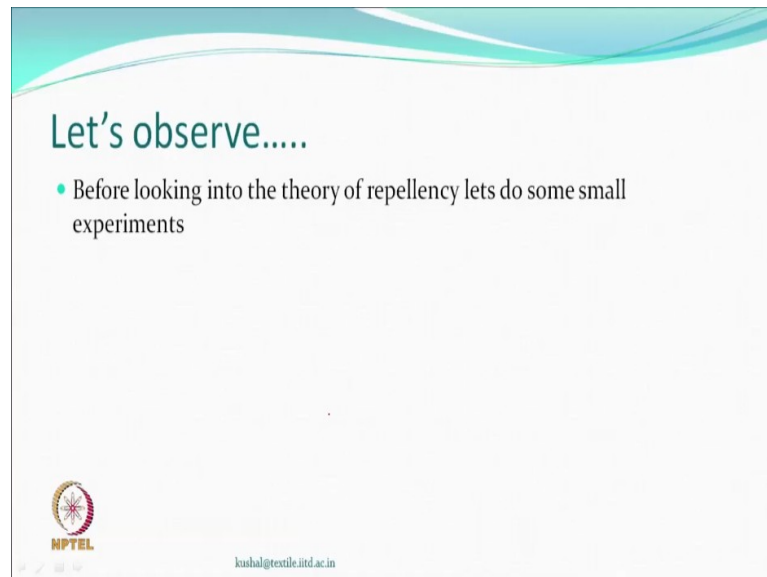 Let's observe.....
• Before looking into the theory of repellency lets do some small
experiments
NPTEL
kushal@textile.iitd.ac.in